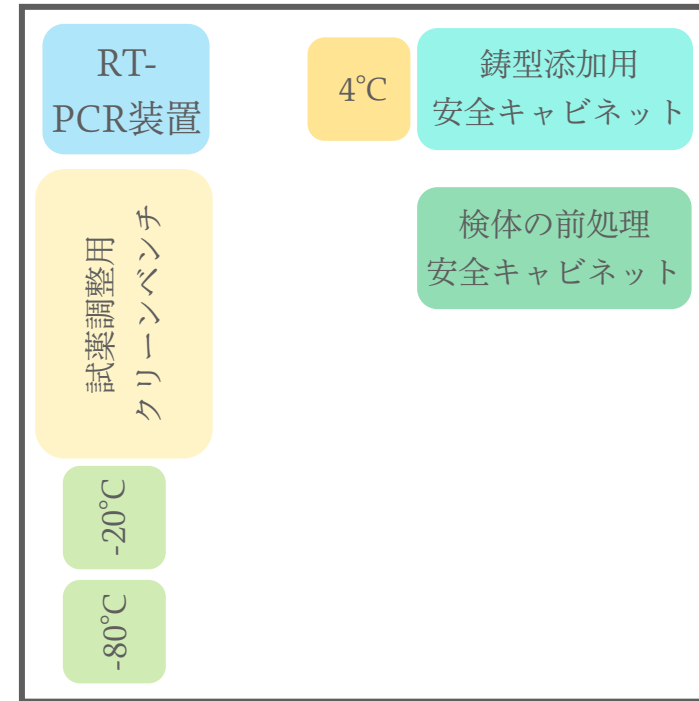 RT-
PCR装置
4℃
鋳型添加用
安全キャビネット
検体の前処理
安全キャビネット
試薬調整用
クリーンベンチ
-20℃
-80℃